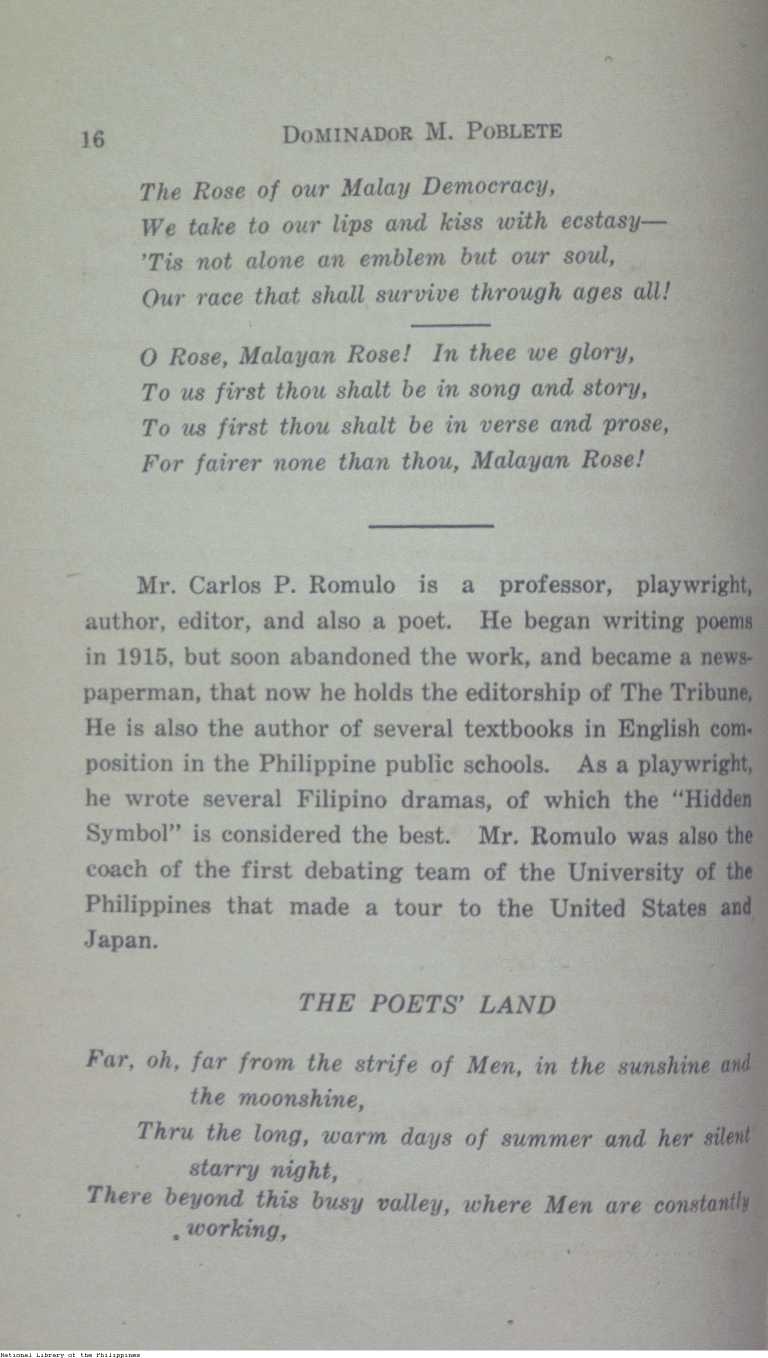 16 DOMINADOR M. POBLETE
The Rose of our Malay Democracy,
We take to our lips and kiss with ecstasy—
'Tis not alone an emblem but our soul,
Our race that shall survive through ages all!
O Rose, Malayan Rose! In thee we glory,
To us first thou shalt be in song and story,
To us first thou shalt be in verse and prose,
For fairer none than thou, Malayan Rose!
Mr. Carlos P. Romulo is a professor, playwright,
author, editor, and also a poet. He began writing poems
in 1915, but soon abandoned the work, and became a news-
paperman, that now he holds the editorship of The Tribune.
He is also the author of several textbooks in English com-
position in the Philippine public schools. As a playwright,
he wrote several Filipino dramas, of which the "Hidden
Symbol" is considered the best. Mr. Romulo was also the
coach of the first debating team of the University of the
Philippines that made a tour to the United States and
Japan.
THE POETS' LAND
Far, oh, far from the strife of Men, in the sunshine and
the moonshine,
Thru the long, warm days of summer and her silent
starry night,
There beyond this busy valley, where Men are constantly
working,
National Library of the Philippines